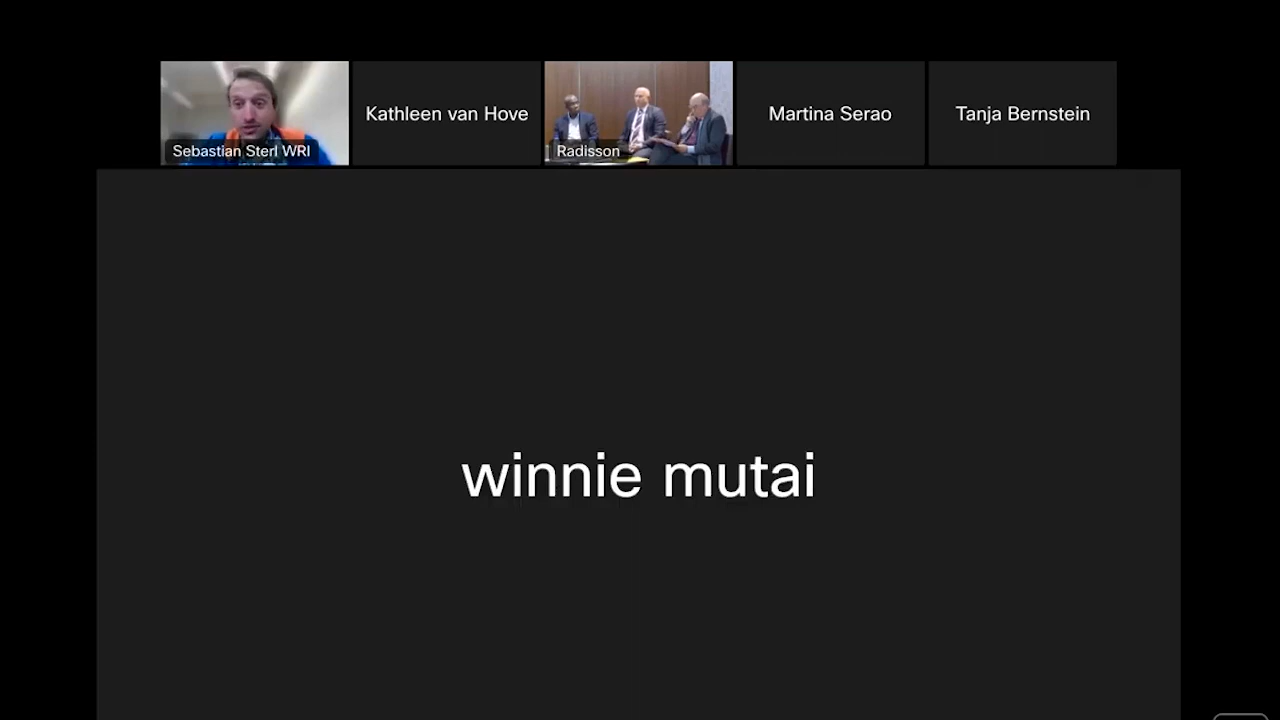 Sebastian Sterl WRI
Kathleen van Hove
Radisson
Martina Serao
Tanja Bernstein
winnie mutai